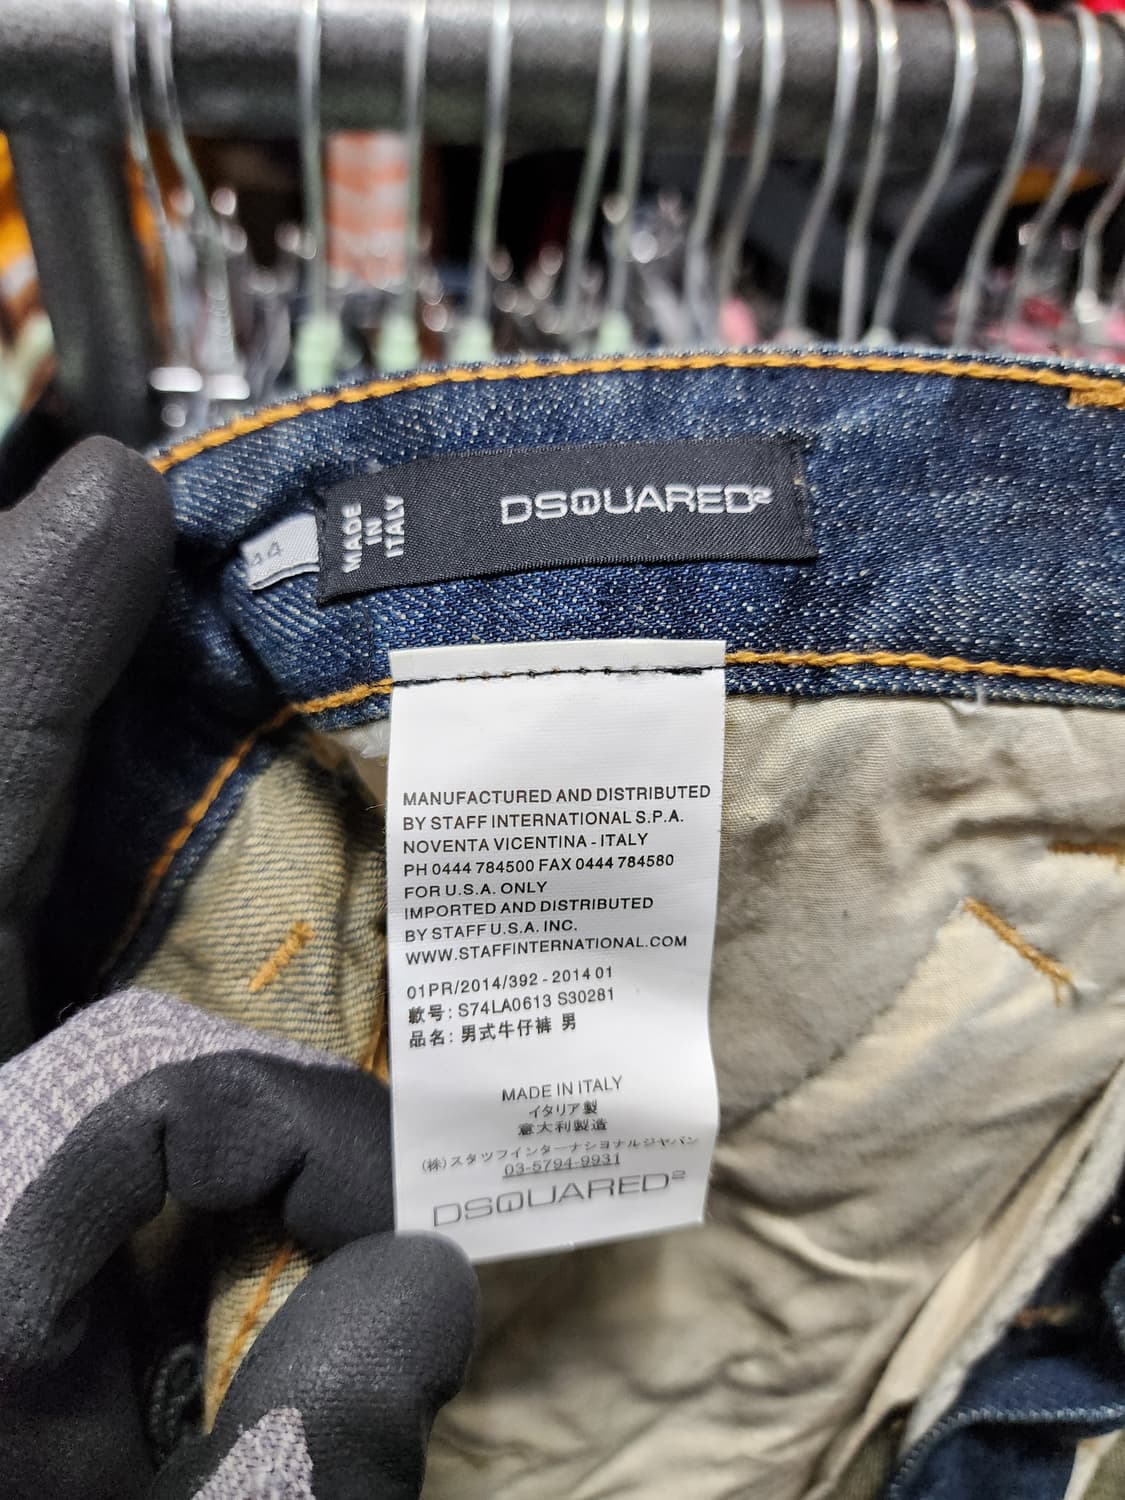 44
MADE
IN
ITALY
DSQUARED²
MANUFACTURED AND DISTRIBUTED
BY STAFF INTERNATIONAL S.P.A.
NOVENTA VICENTINA - ITALY
PH 0444 784500 FAX 0444 784580
FOR U.S.A. ONLY
IMPORTED AND DISTRIBUTED
BY STAFF U.S.A. INC.
WWW.STAFFINTERNATIONAL.COM
01PR/2014/392 - 2014 01
款号: S74LA0613 S30281
品名: 男式牛仔裤 男
MADE IN ITALY
イタリア製
意大利製造
(株)スタッフインターナショナルジャパン
03-5794-9931
DSQUARED²